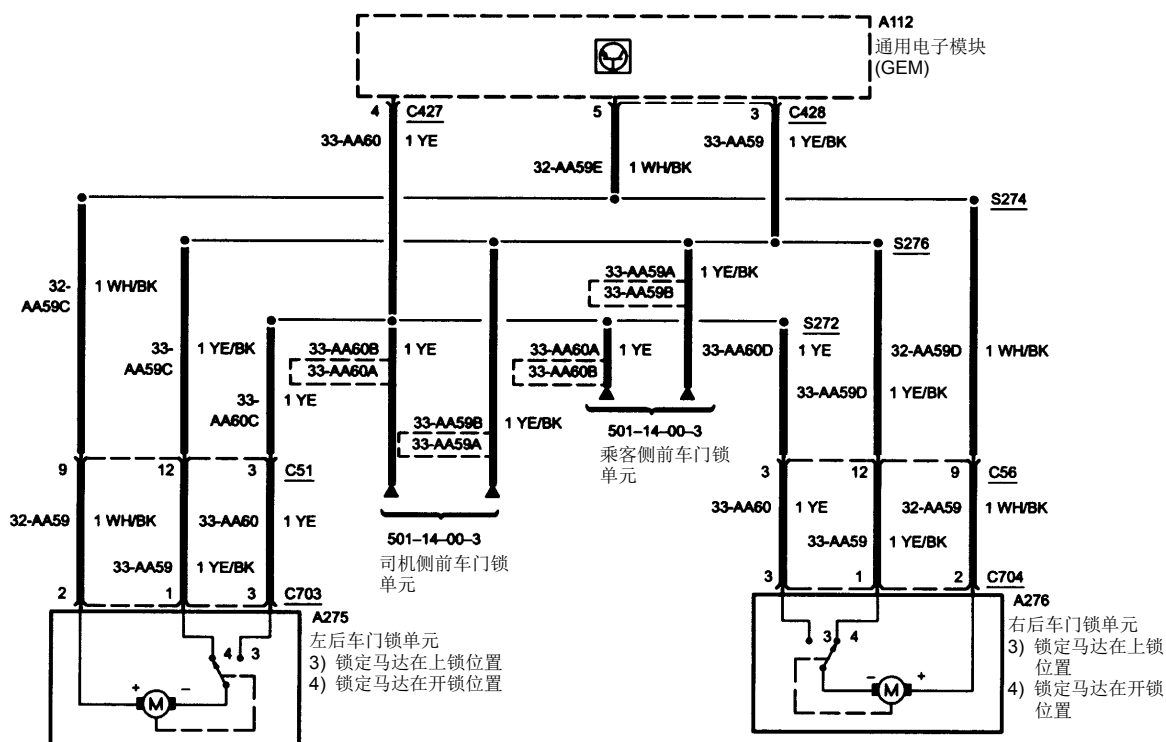 A112
通用电子模块
(GEM)
4 C427 5 3 C428
33-AA60 1 YE 33-AA59 1 YE/BK
32-AA59E 1 WH/BK
S274
S276
33-AA59A 1 YE/BK
33-AA59B
32-
AA59C 1 WH/BK
S272
33-
AA59C 1 YE/BK
33-AA60B 1 YE
33-AA60A
33-AA60A 1 YE
33-AA60B
33-AA60D 1 YE
32-AA59D 1 WH/BK
33-AA59D 1 YE/BK
33-
AA60C 1 YE
33-AA59B 1 YE/BK
33-AA59A
501-14-00-3
乘客侧前车门锁
单元
9 12 3 C51
3 12 9 C56
32-AA59 1 WH/BK 33-AA60 1 YE
33-AA60 1 YE 32-AA59 1 WH/BK
501-14-00-3
司机侧前车门锁
单元
33-AA59 1 YE/BK
33-AA59 1 YE/BK
2 1 3 C703
3 1 2 C704
A275
左后车门锁单元
3) 锁定马达在上锁位置
4) 锁定马达在开锁位置
4 3
+ M -
A276
右后车门锁单元
3) 锁定马达在上锁
位置
4) 锁定马达在开锁
位置
3 4
- M +